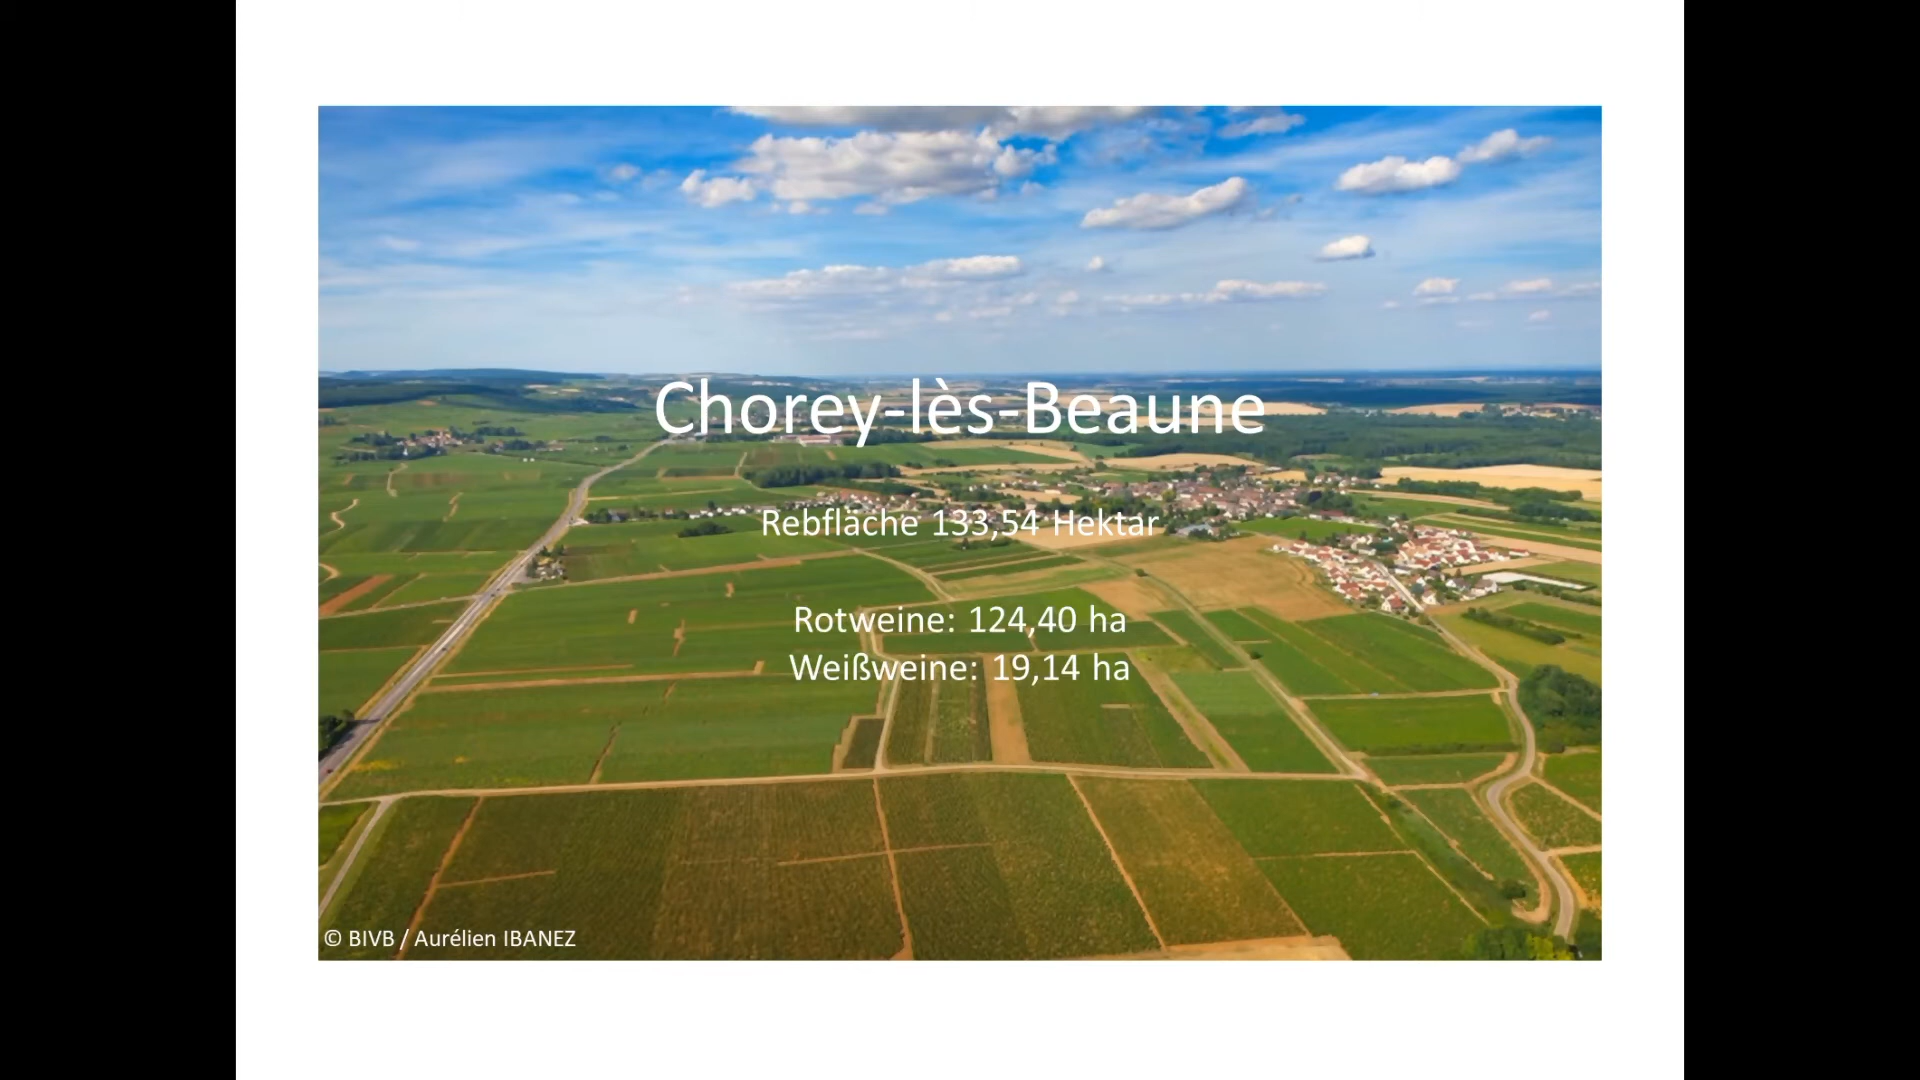 Chorey-lès-Beaune
Rebfläche 133,54 Hektar
Rotweine: 124,40 ha
Weißweine: 19,14 ha
© BIVB / Aurélien IBANEZ